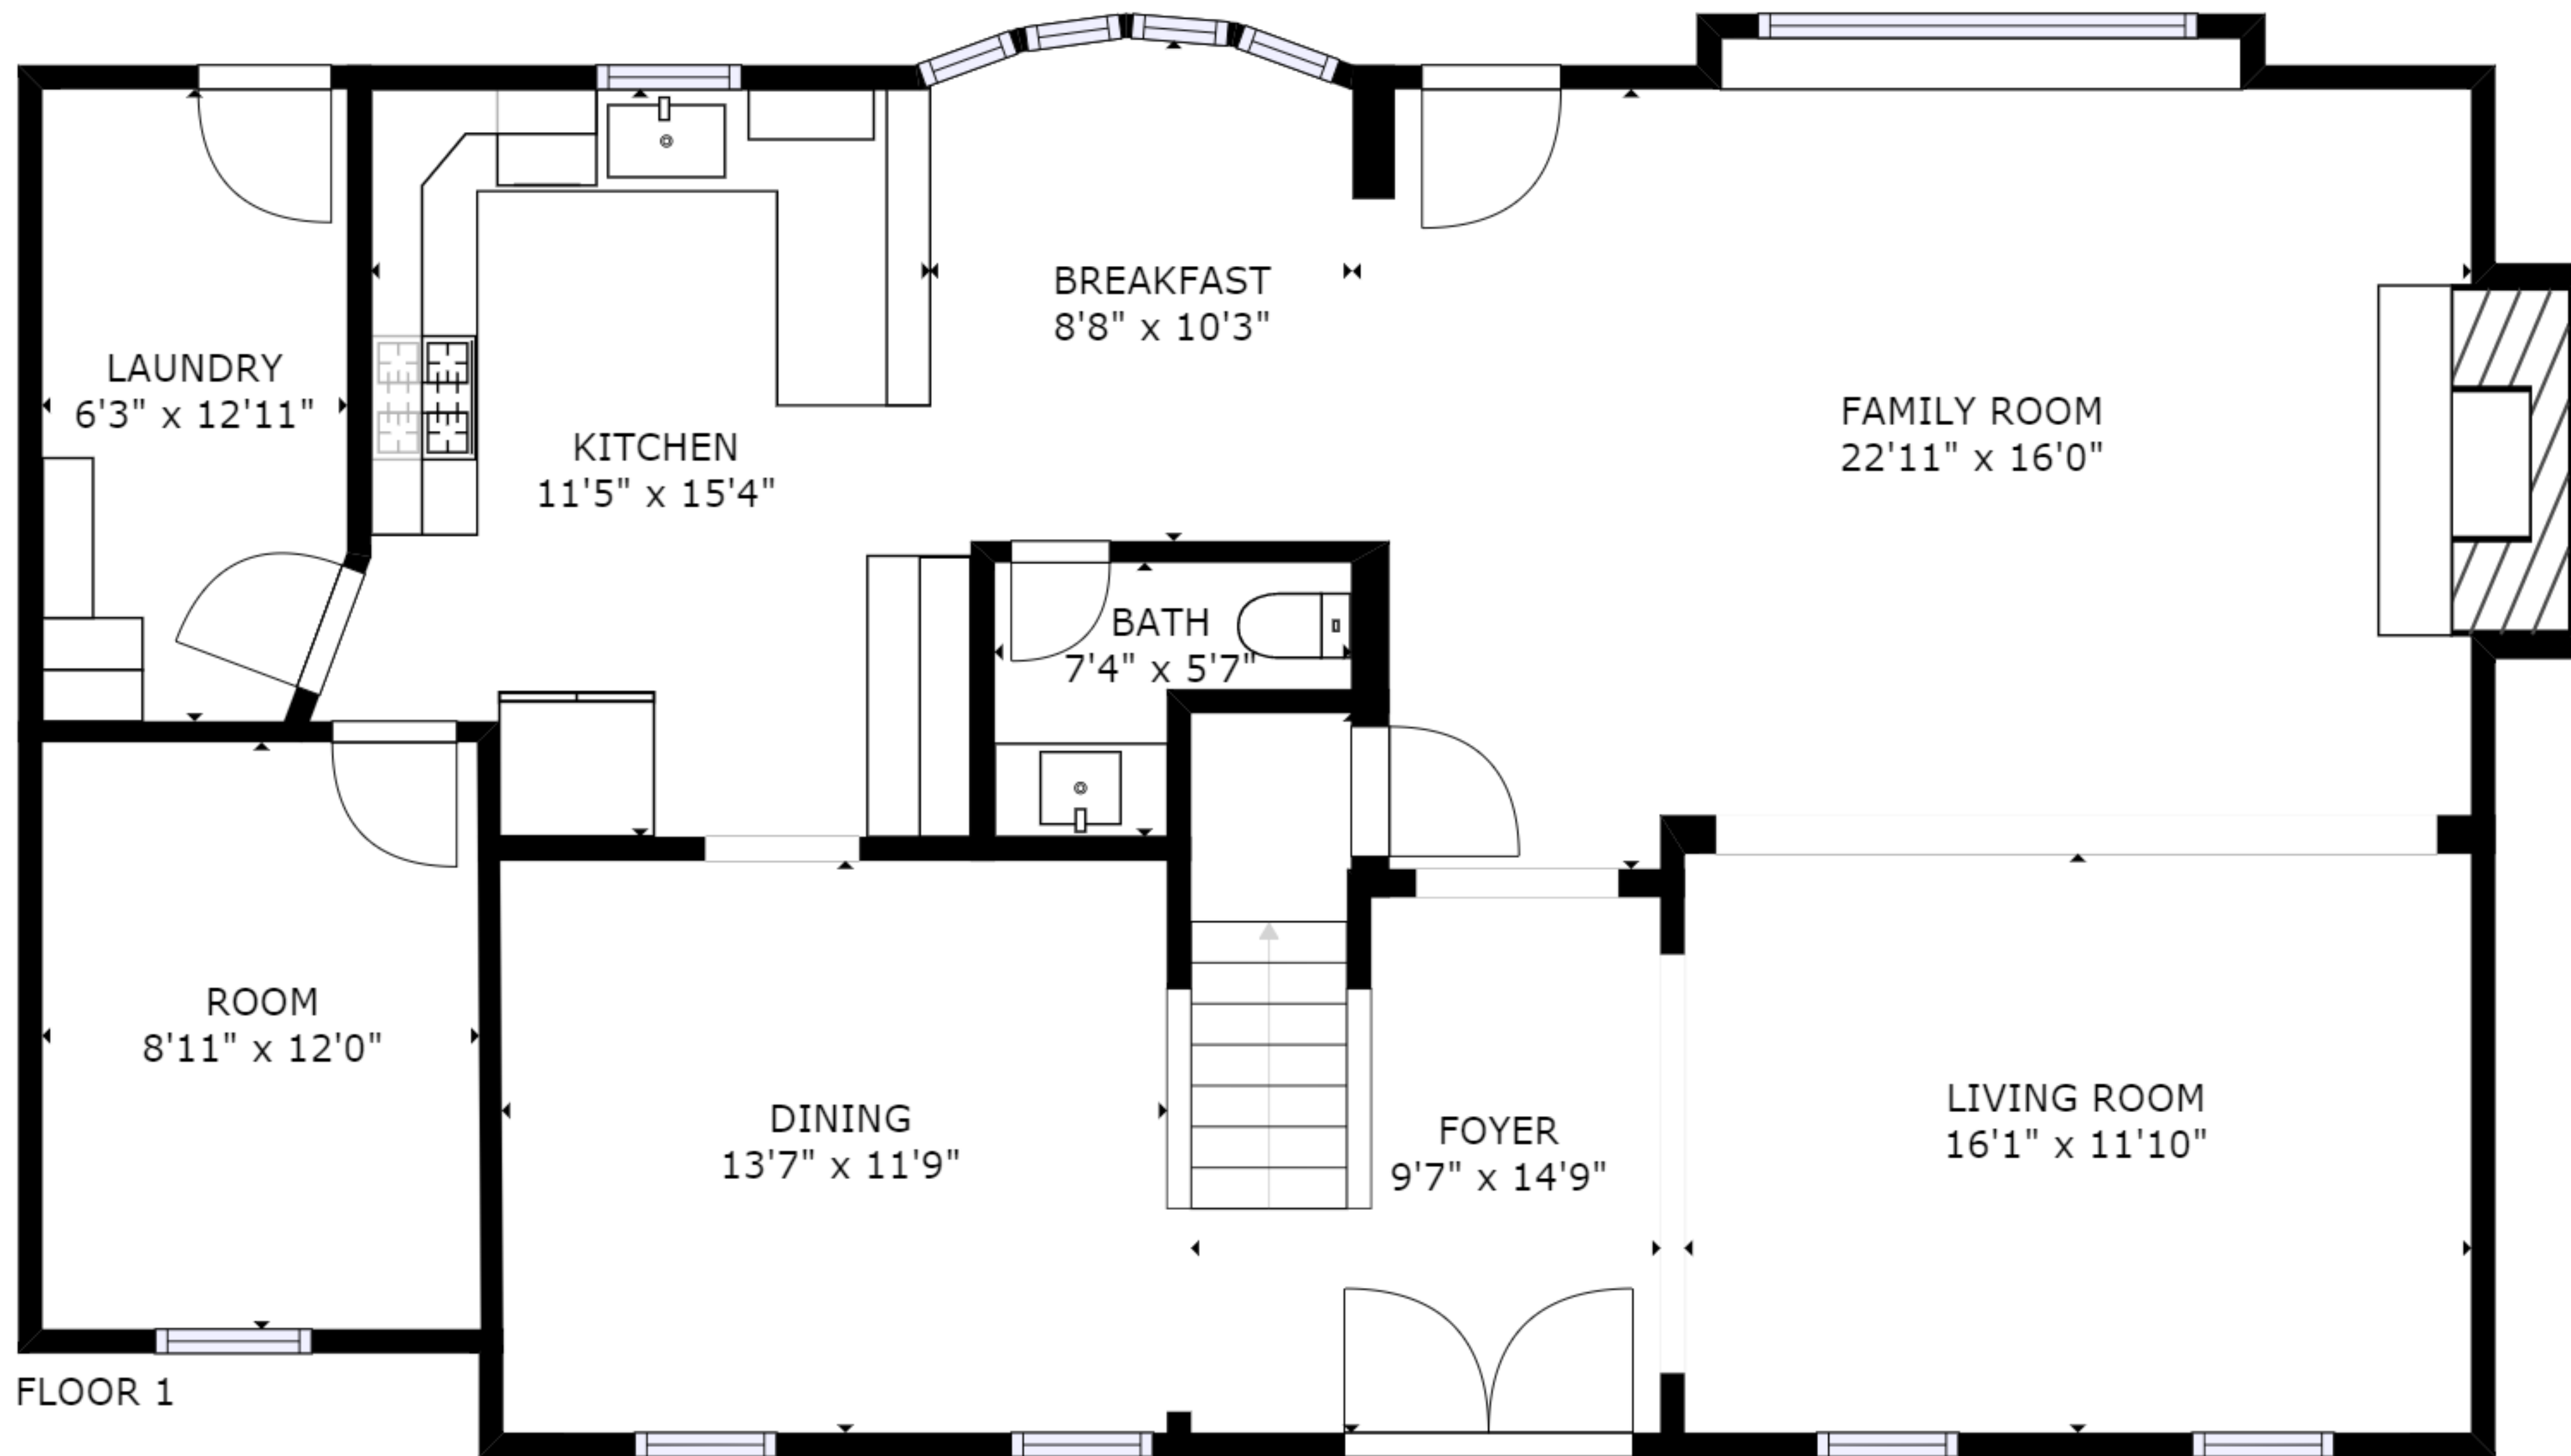 BREAKFAST
8'8" x 10'3"
LAUNDRY
6'3" x 12'11"
KITCHEN
11'5" x 15'4"
FAMILY ROOM
22'11" x 16'0"
BATH
7'4" x 5'7"
ROOM
8'11" x 12'0"
DINING
13'7" x 11'9"
FOYER
9'7" x 14'9"
LIVING ROOM
16'1" x 11'10"
FLOOR 1